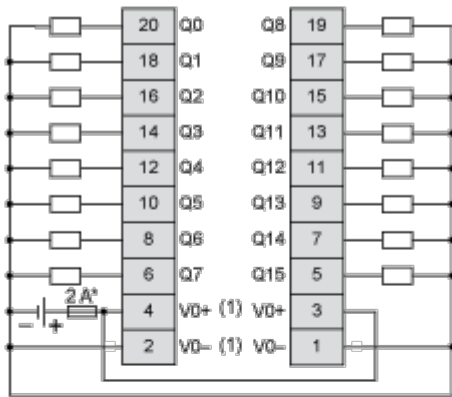 20 Q0 Q8 19
18 Q1 Q9 17
16 Q2 Q10 15
14 Q3 Q11 13
12 Q4 Q12 11
10 Q5 Q13 9
8 Q6 Q14 7
6 Q7 Q15 5
2 A*
– + 4 V0+ (1) V0+ 3
2 V0– (1) V0– 1